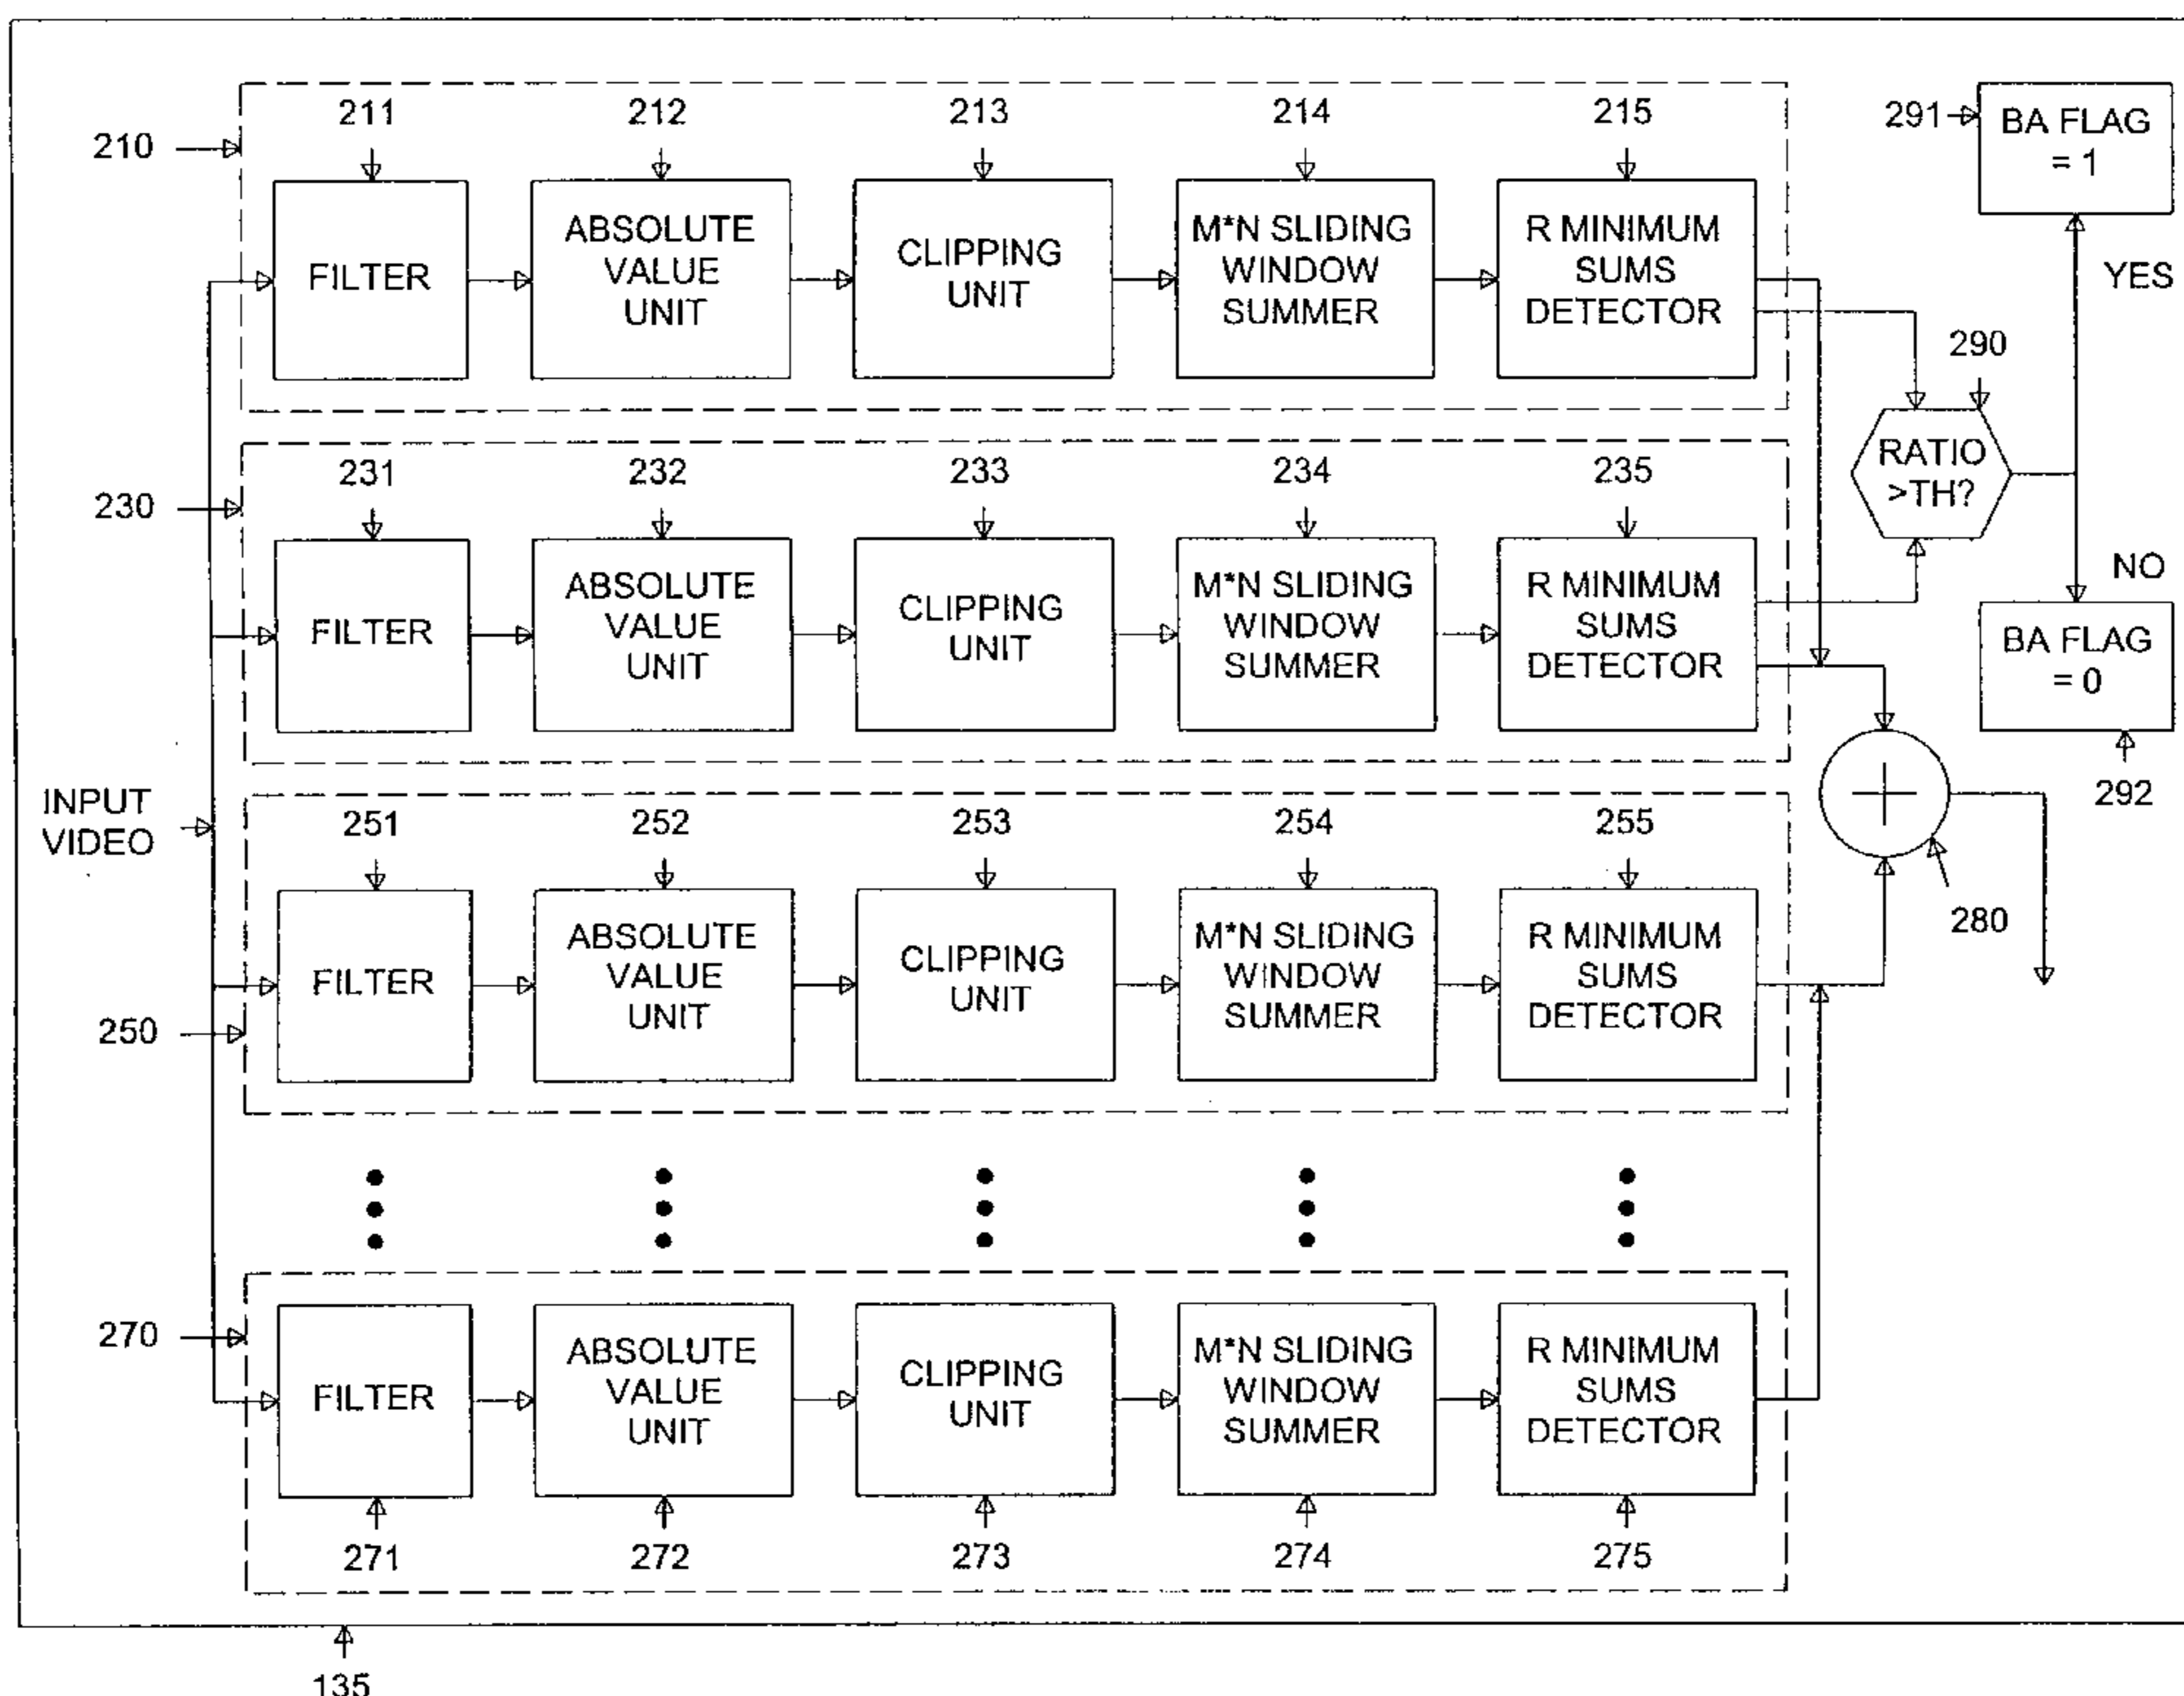 211 212 213 214 215
210
291
BA FLAG
= 1
FILTER
ABSOLUTE
VALUE
UNIT
CLIPPING
UNIT
M*N SLIDING
WINDOW
SUMMER
R MINIMUM
SUMS
DETECTOR
YES
290
RATIO
>TH?
231 232 233 234 235
230
FILTER
ABSOLUTE
VALUE
UNIT
CLIPPING
UNIT
M*N SLIDING
WINDOW
SUMMER
R MINIMUM
SUMS
DETECTOR
NO
BA FLAG
= 0
292
INPUT
VIDEO
251 252 253 254 255
280
FILTER
ABSOLUTE
VALUE
UNIT
CLIPPING
UNIT
M*N SLIDING
WINDOW
SUMMER
R MINIMUM
SUMS
DETECTOR
250
270
FILTER
ABSOLUTE
VALUE
UNIT
CLIPPING
UNIT
M*N SLIDING
WINDOW
SUMMER
R MINIMUM
SUMS
DETECTOR
271 272 273 274 275
135